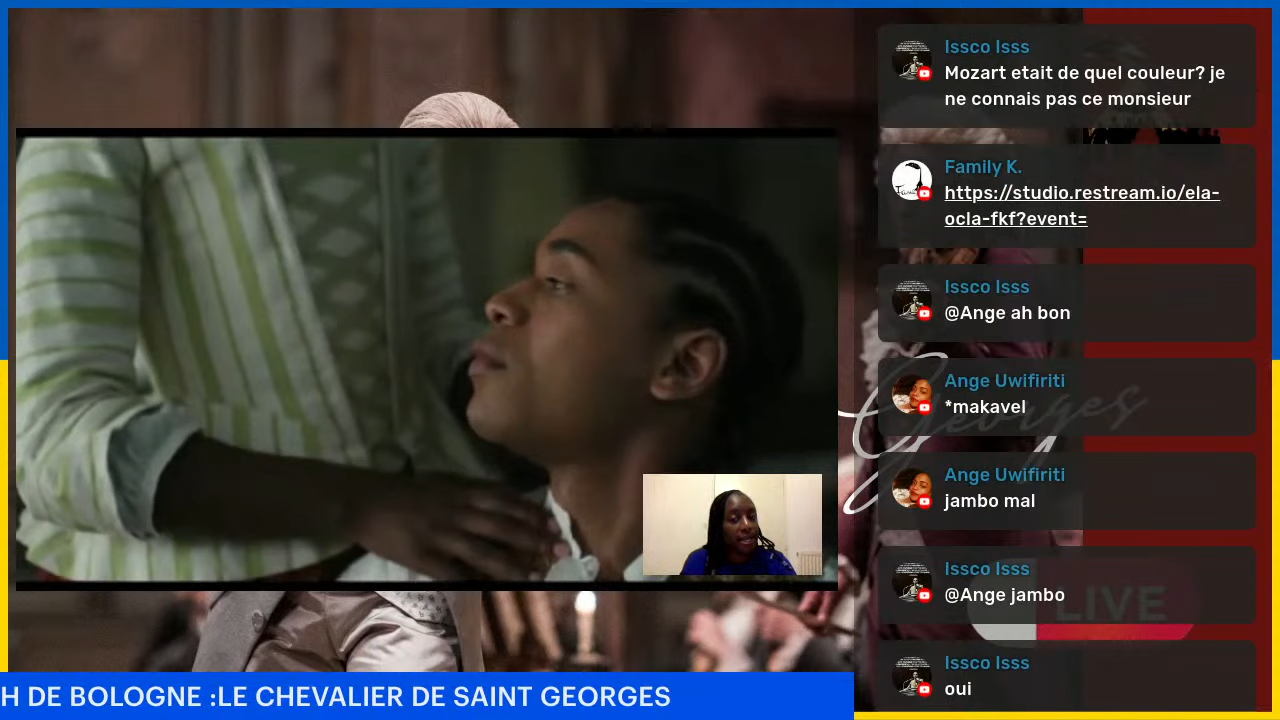 Issco Isss
Mozart etait de quel couleur? je
ne connais pas ce monsieur
Family K.
https://studio.restream.io/ela-
ocla-fkf?event=
Issco Isss
@Ange ah bon
Ange Uwifiriti
*makavel
Georges
Ange Uwifiriti
jambo mal
Issco Isss
@Ange jambo
LIVE
Issco Isss
oui
H DE BOLOGNE :LE CHEVALIER DE SAINT GEORGES